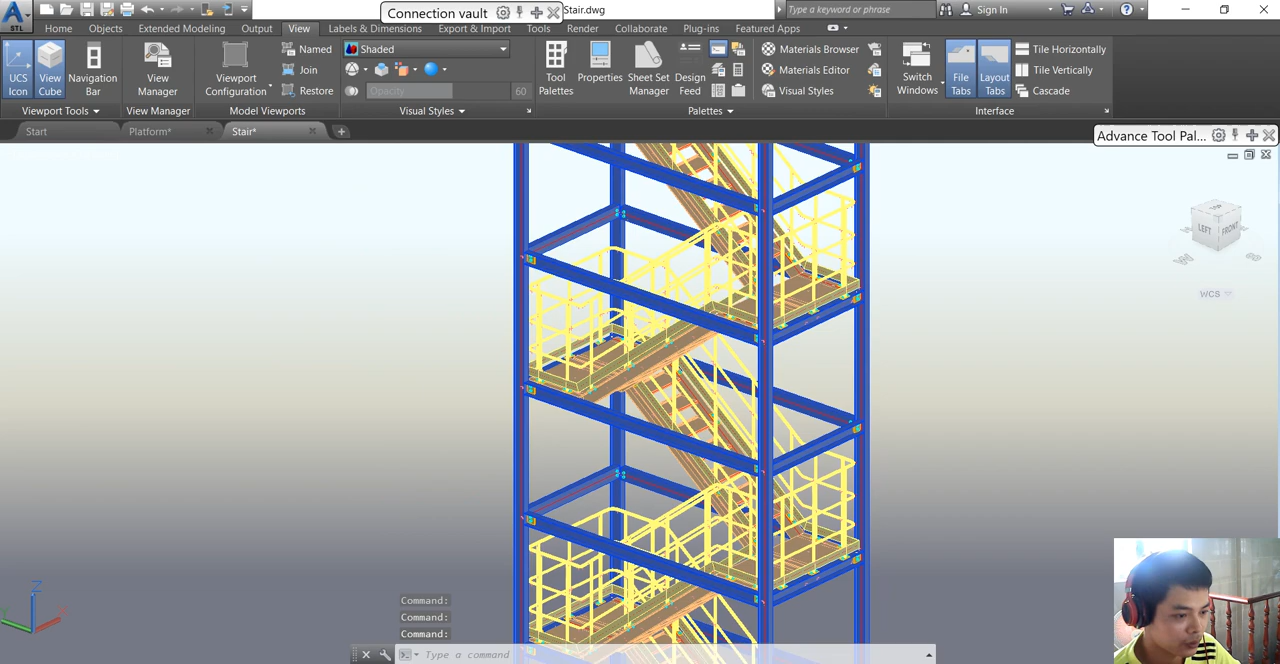 Connection vault
Stair.dwg
Type a keyword or phrase
Sign In
STL
Home
Objects
Extended Modeling
Output
View
Labels & Dimensions
Export & Import
Tools
Render
Collaborate
Plug-ins
Featured Apps
UCS Icon
View Cube
Navigation Bar
Viewport Tools
View Manager
View Manager
Viewport Configuration
Named
Join
Restore
Model Viewports
Shaded
Opacity
60
Visual Styles
Tool Palettes
Properties
Sheet Set Manager
Design Feed
Materials Browser
Materials Editor
Visual Styles
Palettes
Switch Windows
File Tabs
Layout Tabs
Tile Horizontally
Tile Vertically
Cascade
Interface
Start
Platform*
Stair*
Advance Tool Pal...
TOP
LEFT
FRONT
W
S
WCS
Z
Y
X
Command:
Command:
Command:
Type a command